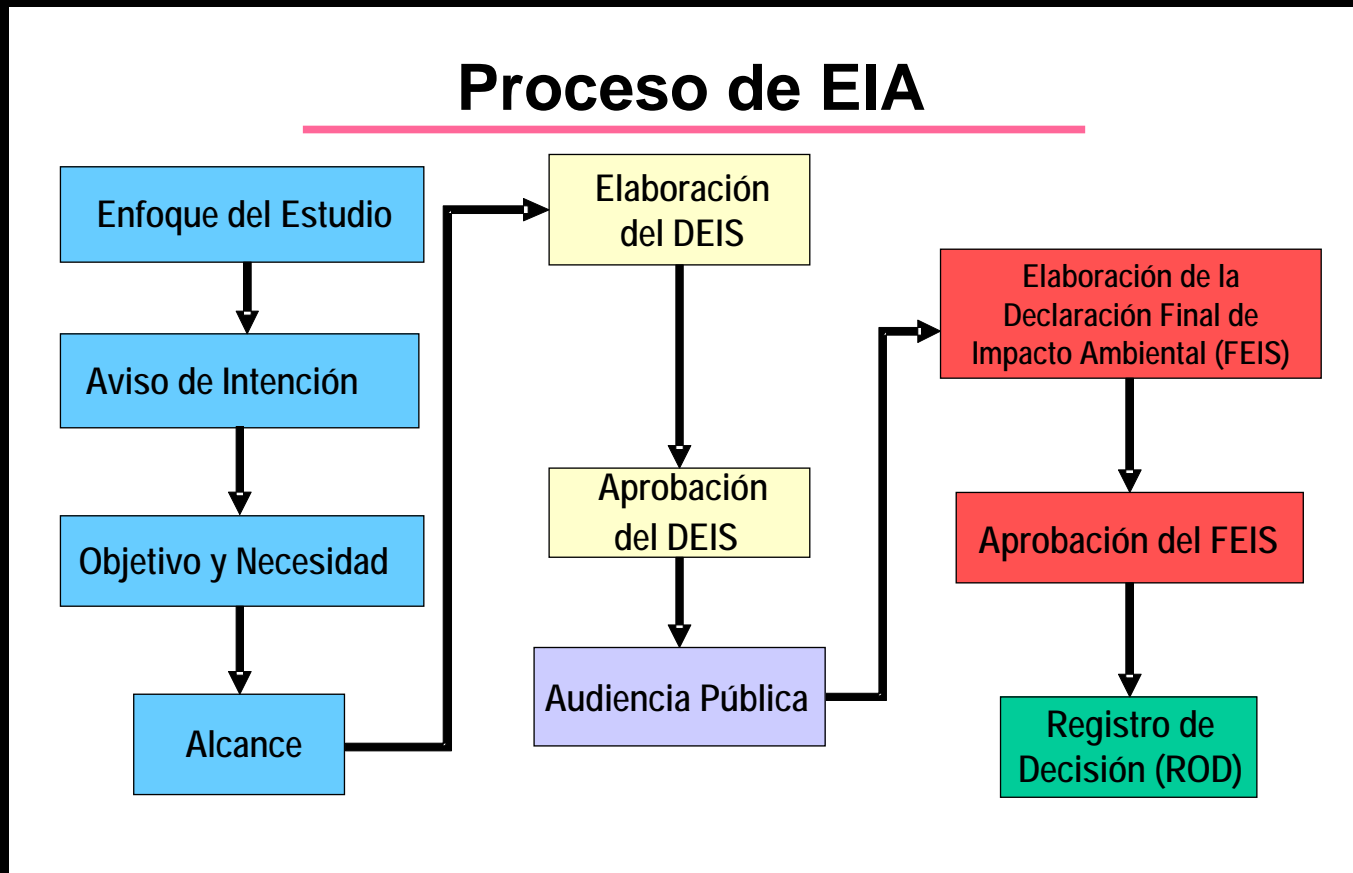 Proceso de EIA
Enfoque del Estudio
Aviso de Intención
Objetivo y Necesidad
Alcance
Elaboración
del DEIS
Aprobación
del DEIS
Audiencia Pública
Elaboración de la
Declaración Final de
Impacto Ambiental (FEIS)
Aprobación del FEIS
Registro de
Decisión (ROD)